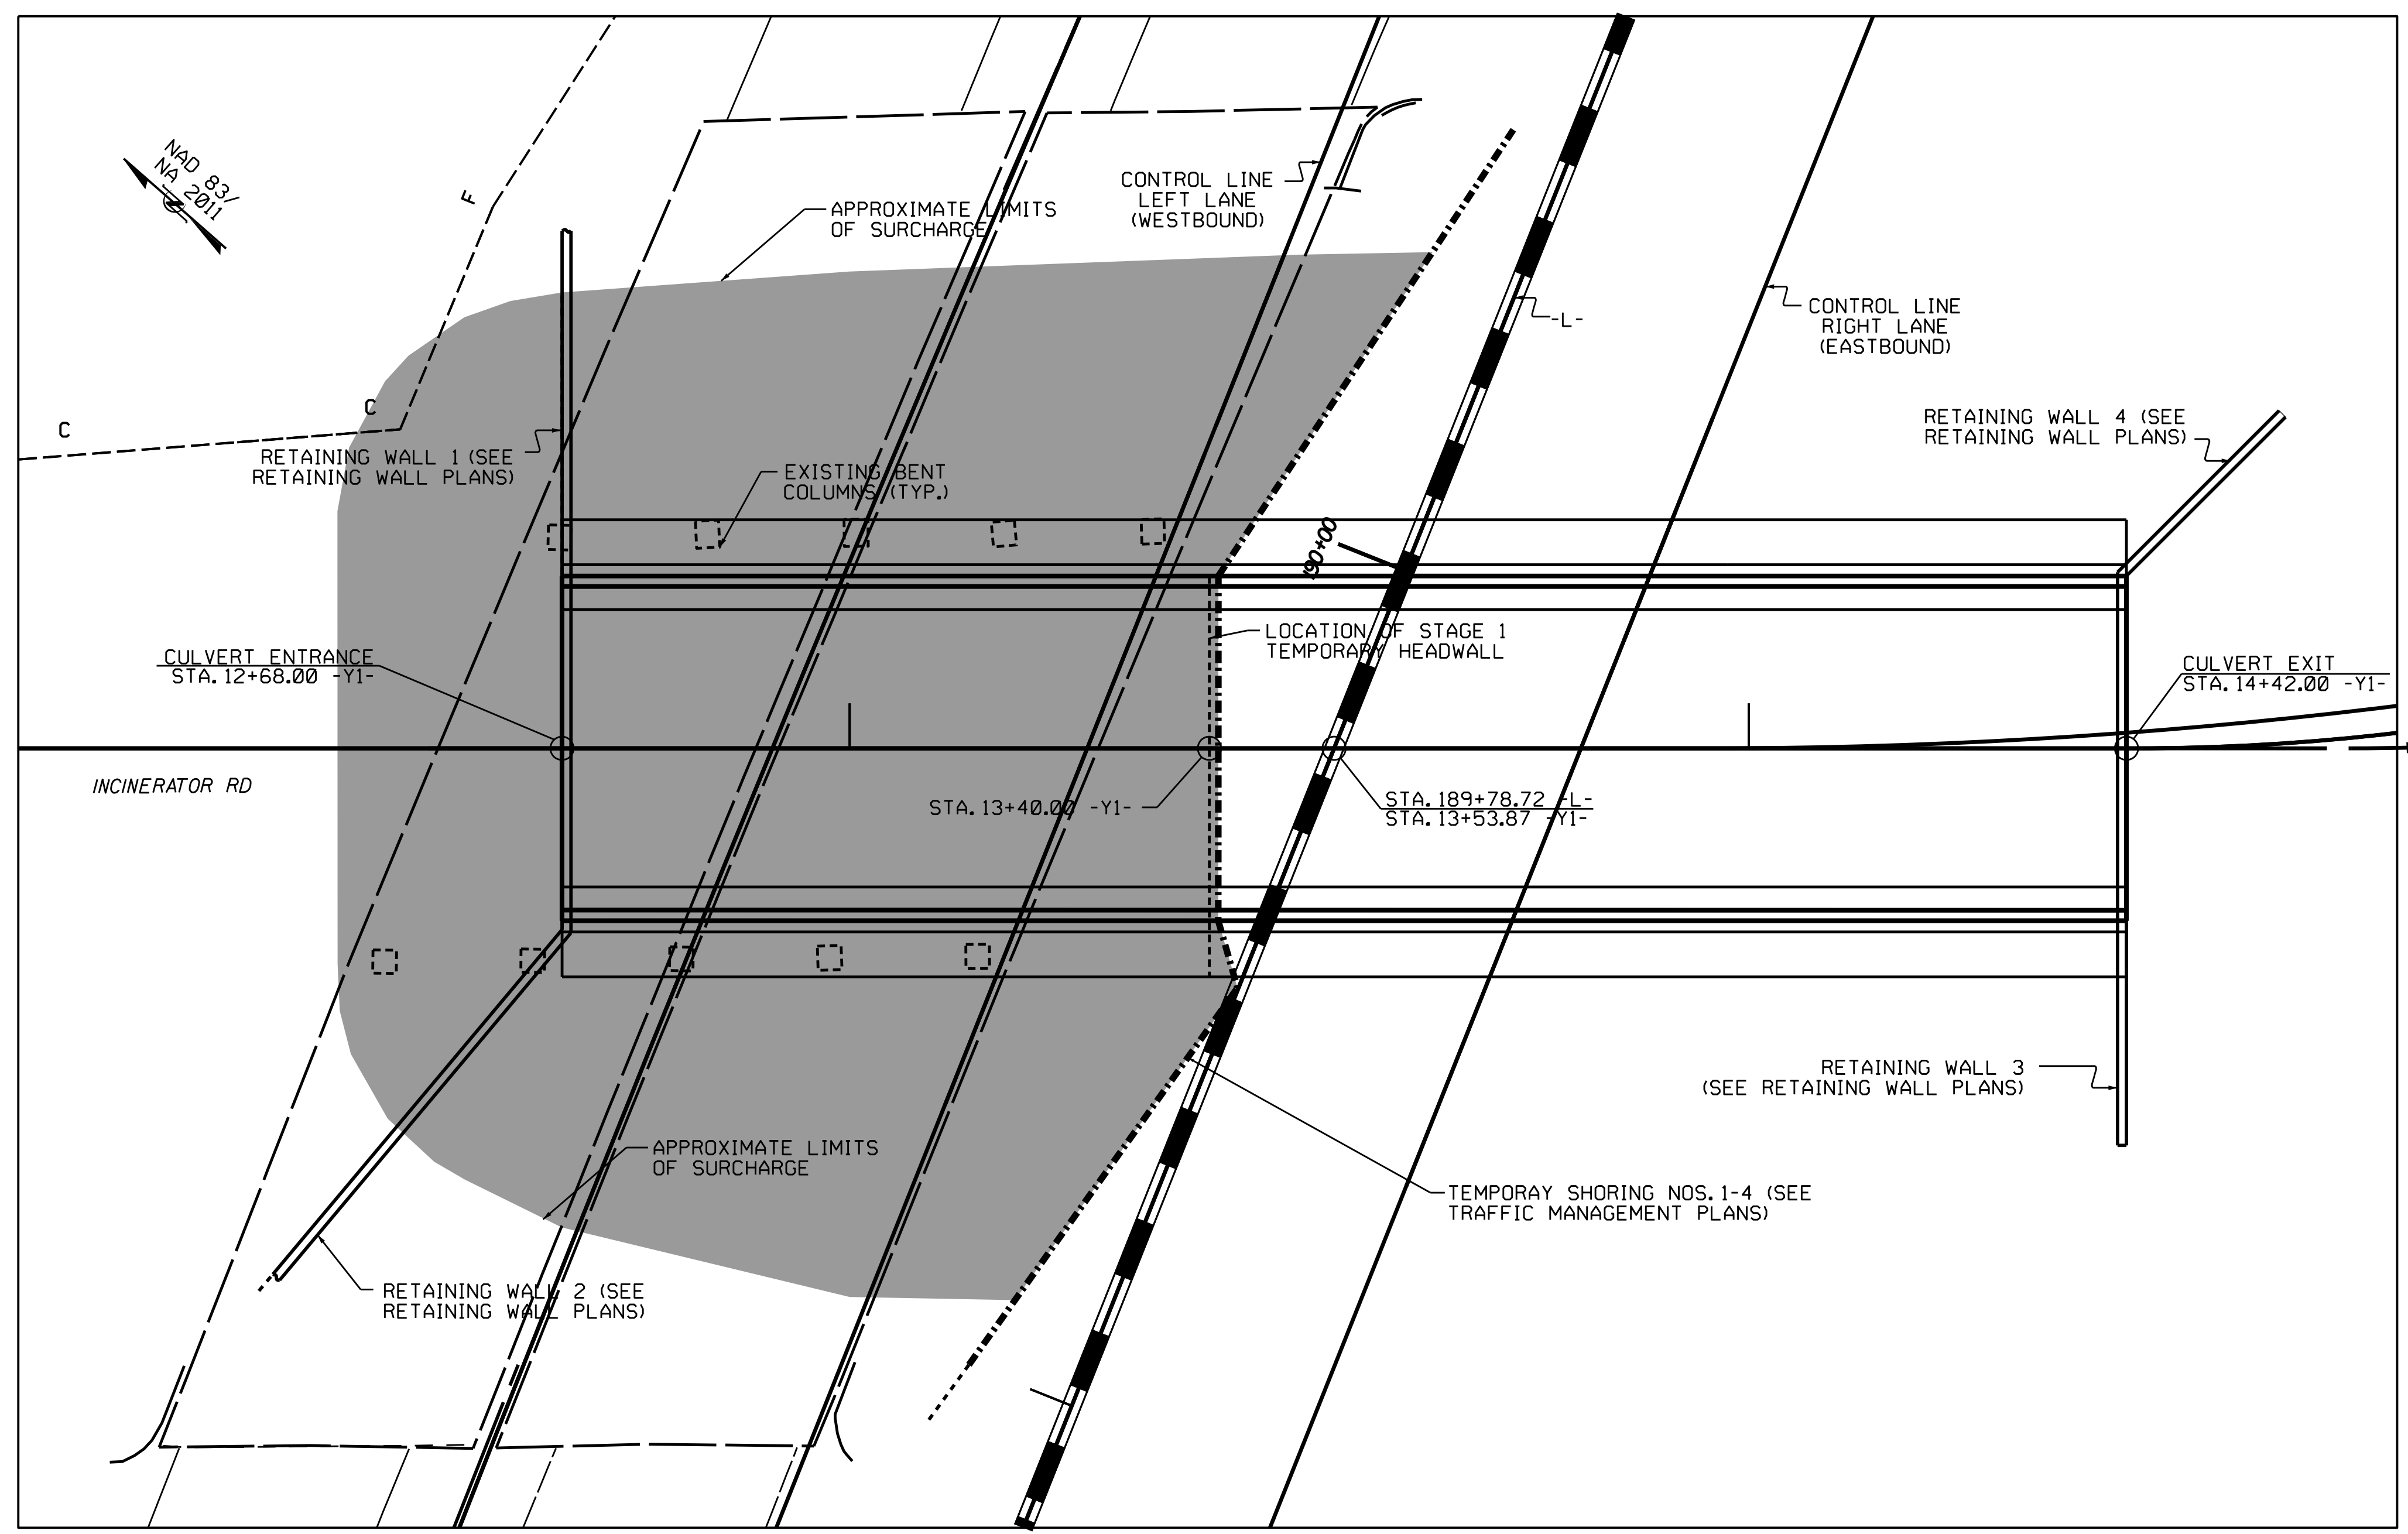 NAD 83/
NA 2011
N
F
APPROXIMATE LIMITS
OF SURCHARGE
CONTROL LINE
LEFT LANE
(WESTBOUND)
-L-
CONTROL LINE
RIGHT LANE
(EASTBOUND)
C
C
RETAINING WALL 1 (SEE
RETAINING WALL PLANS)
EXISTING BENT
COLUMNS (TYP.)
RETAINING WALL 4 (SEE
RETAINING WALL PLANS)
190+00
LOCATION OF STAGE 1
TEMPORARY HEADWALL
CULVERT ENTRANCE
STA. 12+68.00 -Y1-
CULVERT EXIT
STA. 14+42.00 -Y1-
INCINERATOR RD
STA. 13+40.00 -Y1-
STA. 189+78.72 -L-
STA. 13+53.87 -Y1-
RETAINING WALL 3
(SEE RETAINING WALL PLANS)
APPROXIMATE LIMITS
OF SURCHARGE
TEMPORAY SHORING NOS. 1-4 (SEE
TRAFFIC MANAGEMENT PLANS)
RETAINING WALL 2 (SEE
RETAINING WALL PLANS)